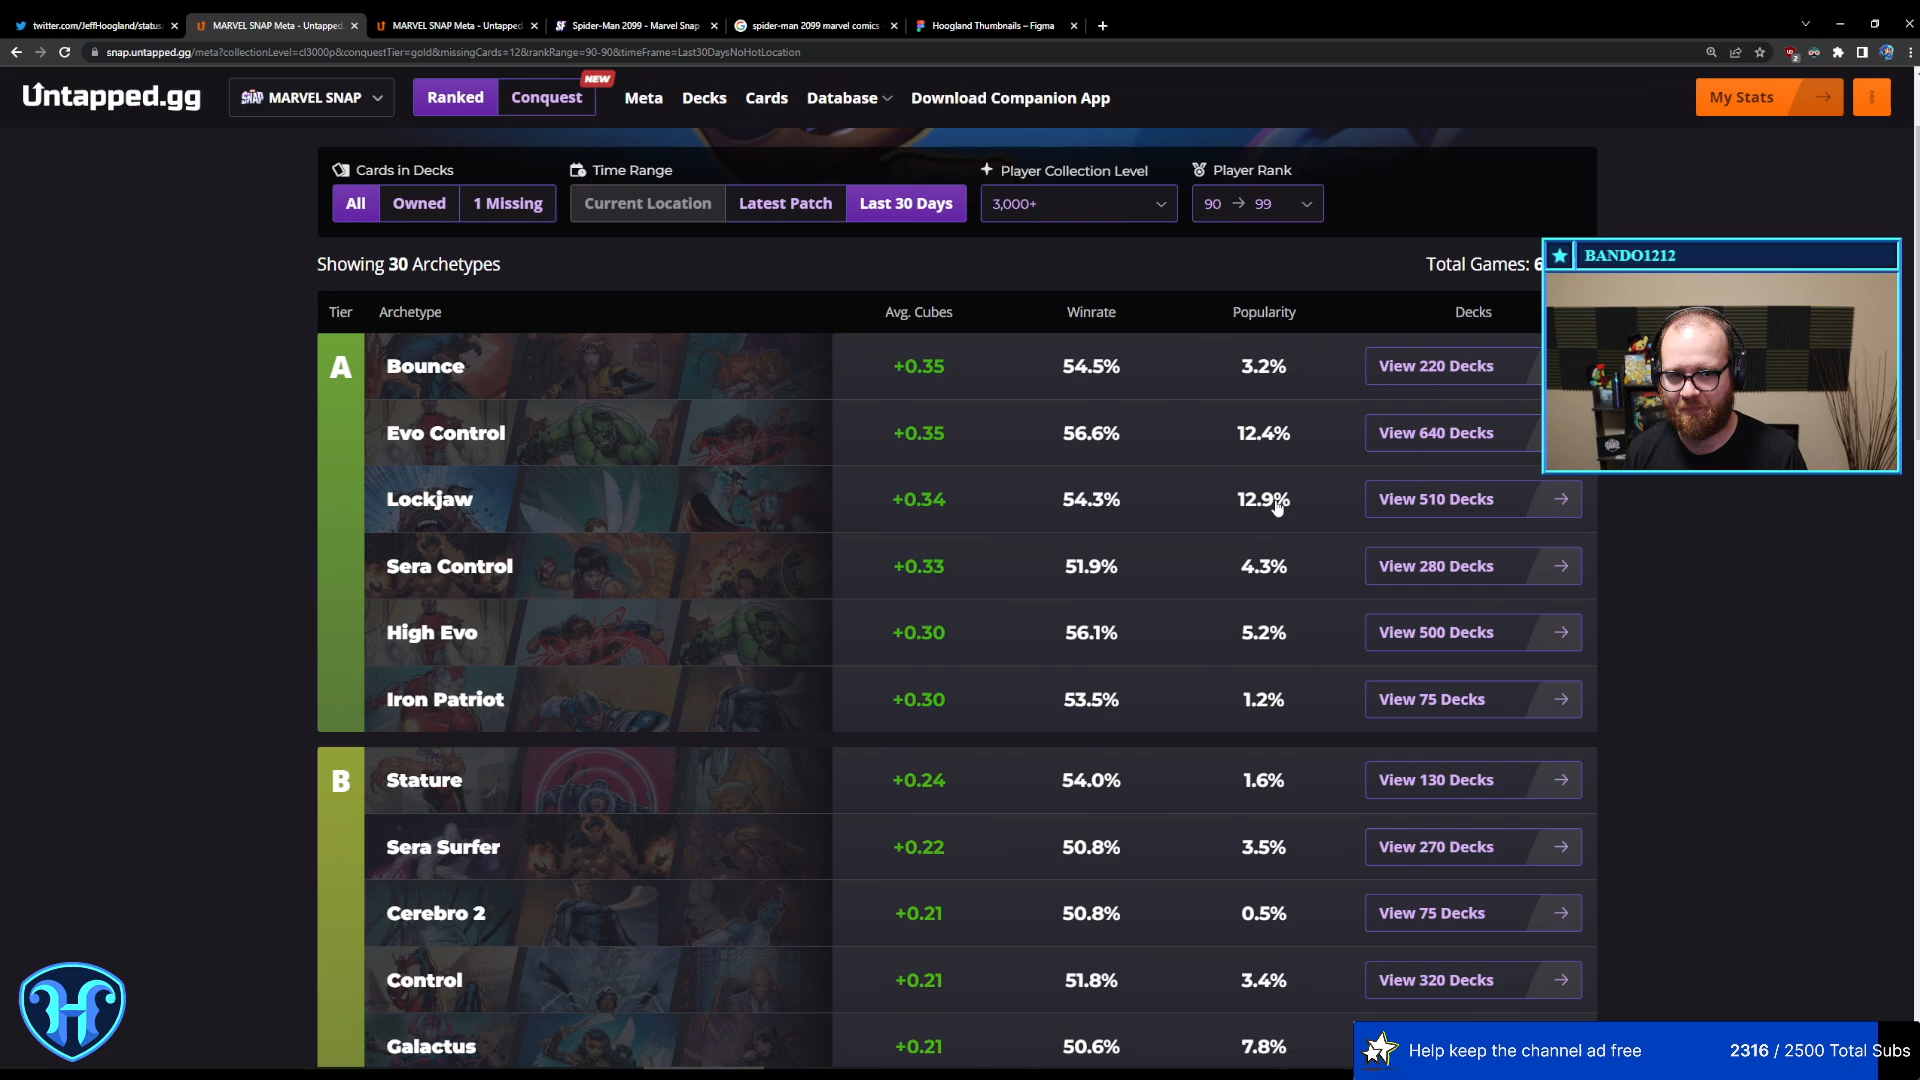 twitter.com/JeffHoogland/status
MARVEL SNAP Meta - Untapped.
MARVEL SNAP Meta - Untapped.
Spider-Man 2099 - Marvel Snap
spider-man 2099 marvel comics
Hoogland Thumbnails – Figma
snap.untapped.gg/meta?collectionLevel=cl3000p&conquestTier=gold&missingCards=12&rankRange=90-90&timeFrame=Last30DaysNoHotLocation
Untapped.gg
SNAP MARVEL SNAP
Ranked
Conquest
NEW
Meta
Decks
Cards
Database
Download Companion App
My Stats
Cards in Decks
Time Range
Player Collection Level
Player Rank
All
Owned
1 Missing
Current Location
Latest Patch
Last 30 Days
3,000+
90 → 99
Showing 30 Archetypes
Total Games: 6
BANDO1212
Tier Archetype Avg. Cubes Winrate Popularity Decks
A
Bounce +0.35 54.5% 3.2% View 220 Decks
Evo Control +0.35 56.6% 12.4% View 640 Decks
Lockjaw +0.34 54.3% 12.9% View 510 Decks
Sera Control +0.33 51.9% 4.3% View 280 Decks
High Evo +0.30 56.1% 5.2% View 500 Decks
Iron Patriot +0.30 53.5% 1.2% View 75 Decks
B
Stature +0.24 54.0% 1.6% View 130 Decks
Sera Surfer +0.22 50.8% 3.5% View 270 Decks
Cerebro 2 +0.21 50.8% 0.5% View 75 Decks
Control +0.21 51.8% 3.4% View 320 Decks
Galactus +0.21 50.6% 7.8%
H
Help keep the channel ad free 2316 / 2500 Total Subs